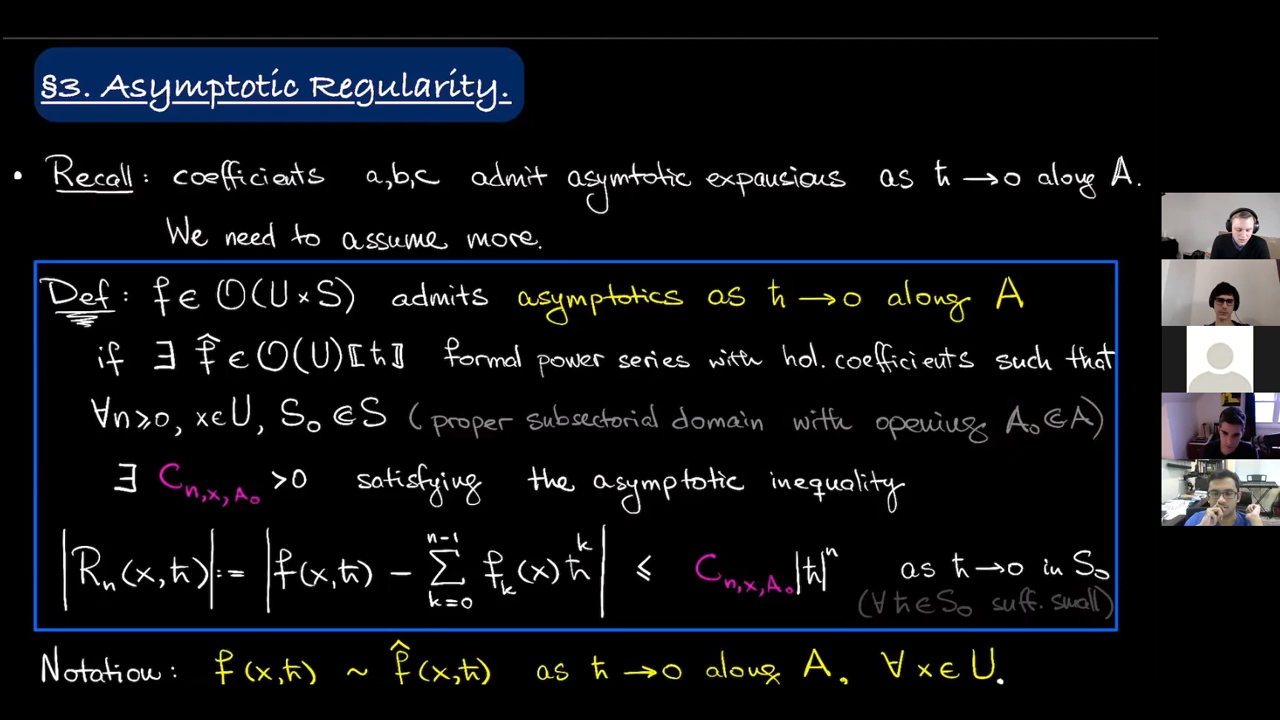 §3. Asymptotic Regularity.
• Recall: coefficients a,b,c admit asymtotic expansious as ħ → 0 along A.
We need to assume more.
Def: f ∈ O(U × S) admits asymptotics as ħ → 0 along A
if ∃ f̂ ∈ O(U)⟦ħ⟧ formal power series with hol. coefficients such that
∀n≥0, x∈U, S₀ ⋐ S (proper subsectorial domain with opening A₀ ⋐ A)
∃ C_{n,x,A₀} >0 satisfying the asymptotic inequality
|R_n(x,ħ)| := |f(x,ħ) − ∑_{k=0}^{n-1} f_k(x) ħ^k| ≤ C_{n,x,A₀} |ħ|^n as ħ → 0 in S₀
(∀ ħ ∈ S₀ suff. small)
Notation: f(x,ħ) ~ f̂(x,ħ) as ħ → 0 along A, ∀ x ∈ U.